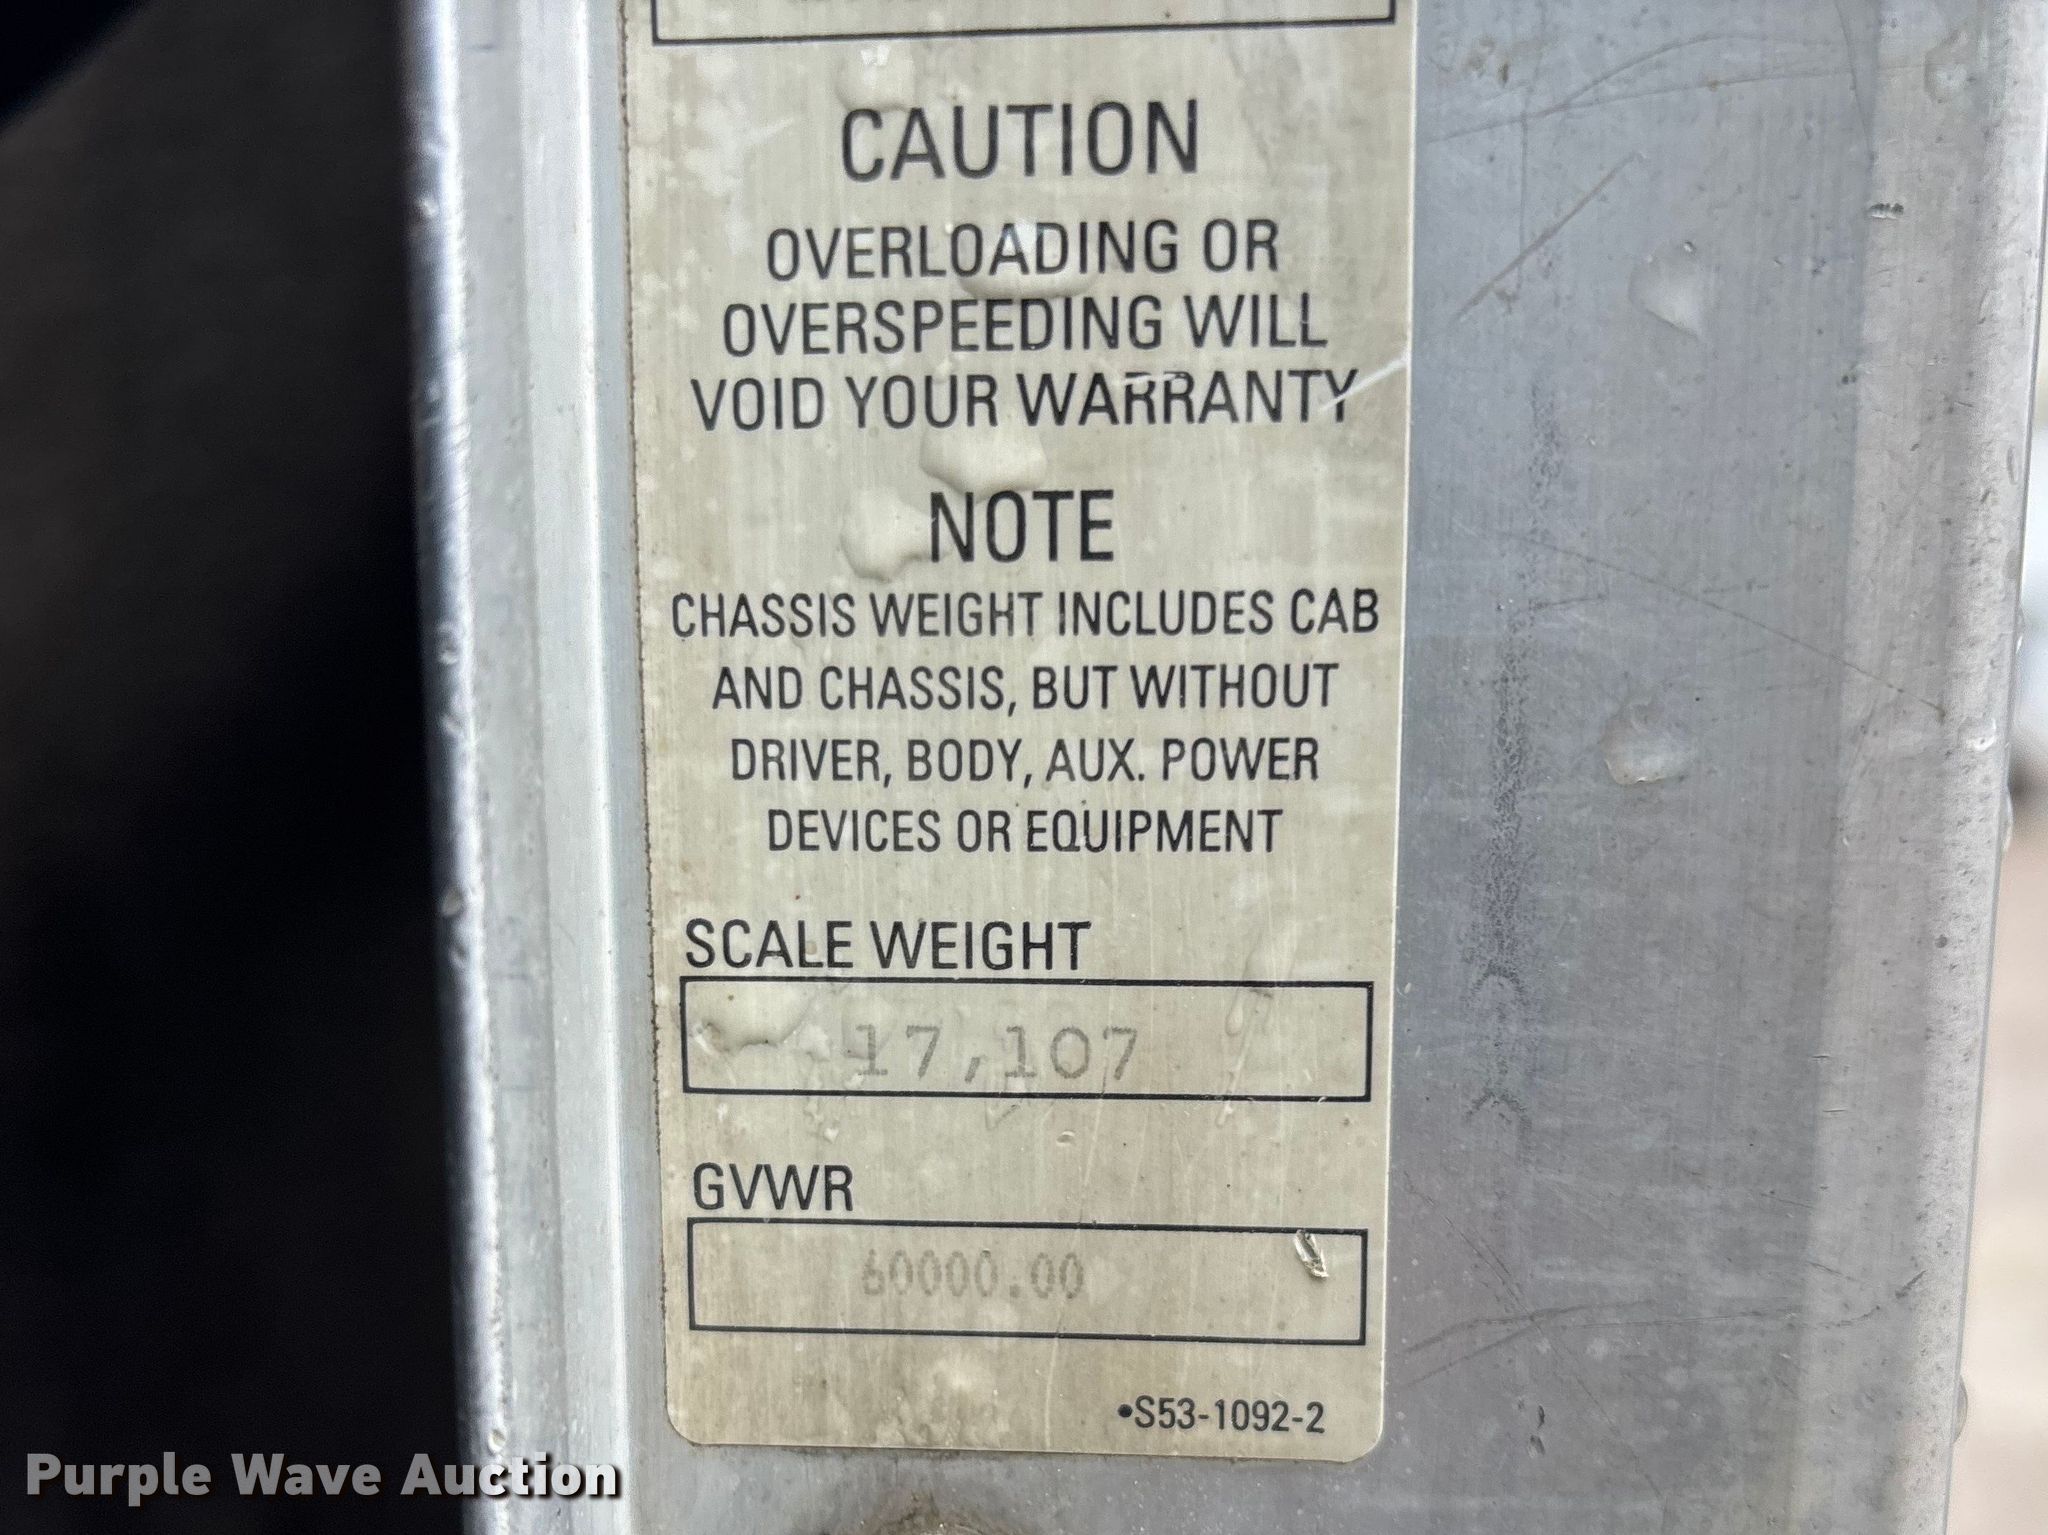 CAUTION
OVERLOADING OR
OVERSPEEDING WILL
VOID YOUR WARRANTY
NOTE
CHASSIS WEIGHT INCLUDES CAB
AND CHASSIS, BUT WITHOUT
DRIVER, BODY, AUX. POWER
DEVICES OR EQUIPMENT
SCALE WEIGHT
17,107
GVWR
60000.00
•S53-1092-2
Purple Wave Auction